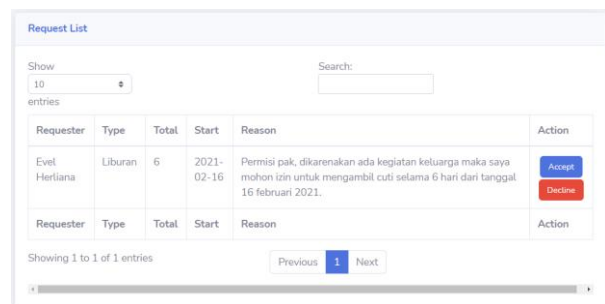 Request List
Show
10
entries
Search:
Requester Type Total Start Reason Action
Evel Herliana Liburan 6 2021-02-16 Permisi pak, dikarenakan ada kegiatan keluarga maka saya
mohon izin untuk mengambil cuti selama 6 hari dari tanggal
16 februari 2021.
Accept
Decline
Requester Type Total Start Reason Action
Showing 1 to 1 of 1 entries
Previous 1 Next